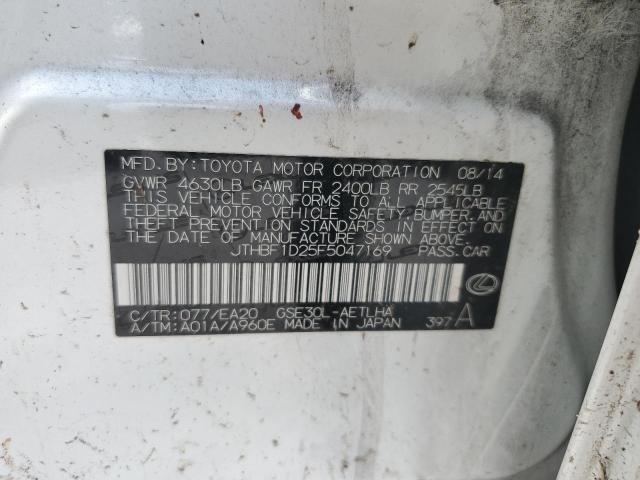 MFD. BY: TOYOTA MOTOR CORPORATION 08/14
GVWR 4630LB GAWR FR 2400LB RR 2545LB
THIS VEHICLE CONFORMS TO ALL APPLICABLE
FEDERAL MOTOR VEHICLE SAFETY, BUMPER, AND
THEFT PREVENTION STANDARDS IN EFFECT ON
THE DATE OF MANUFACTURE SHOWN ABOVE.
JTHBF1D25F5047169 PASS. CAR
C/TR: 077/EA20 GSE30L-AETLHA
A/TM: A01A/A960E MADE IN JAPAN 397 A